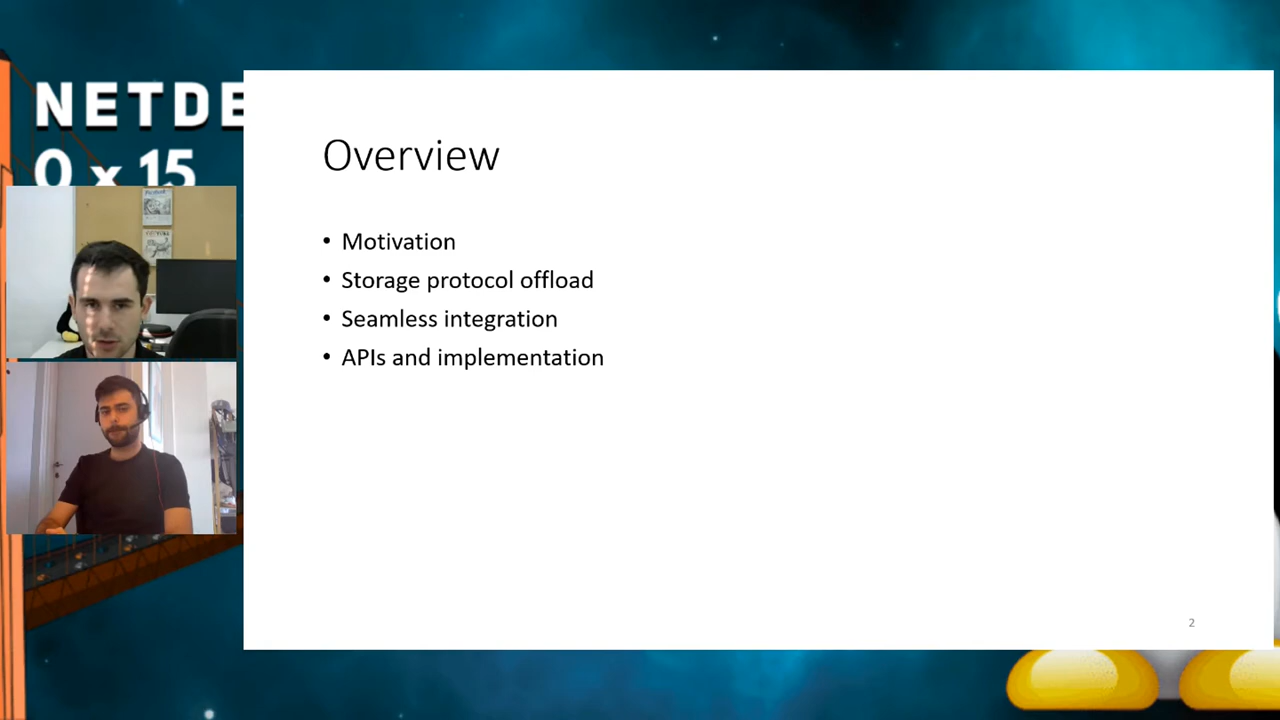 NETDE
0 x 15
Overview
• Motivation
• Storage protocol offload
• Seamless integration
• APIs and implementation
2